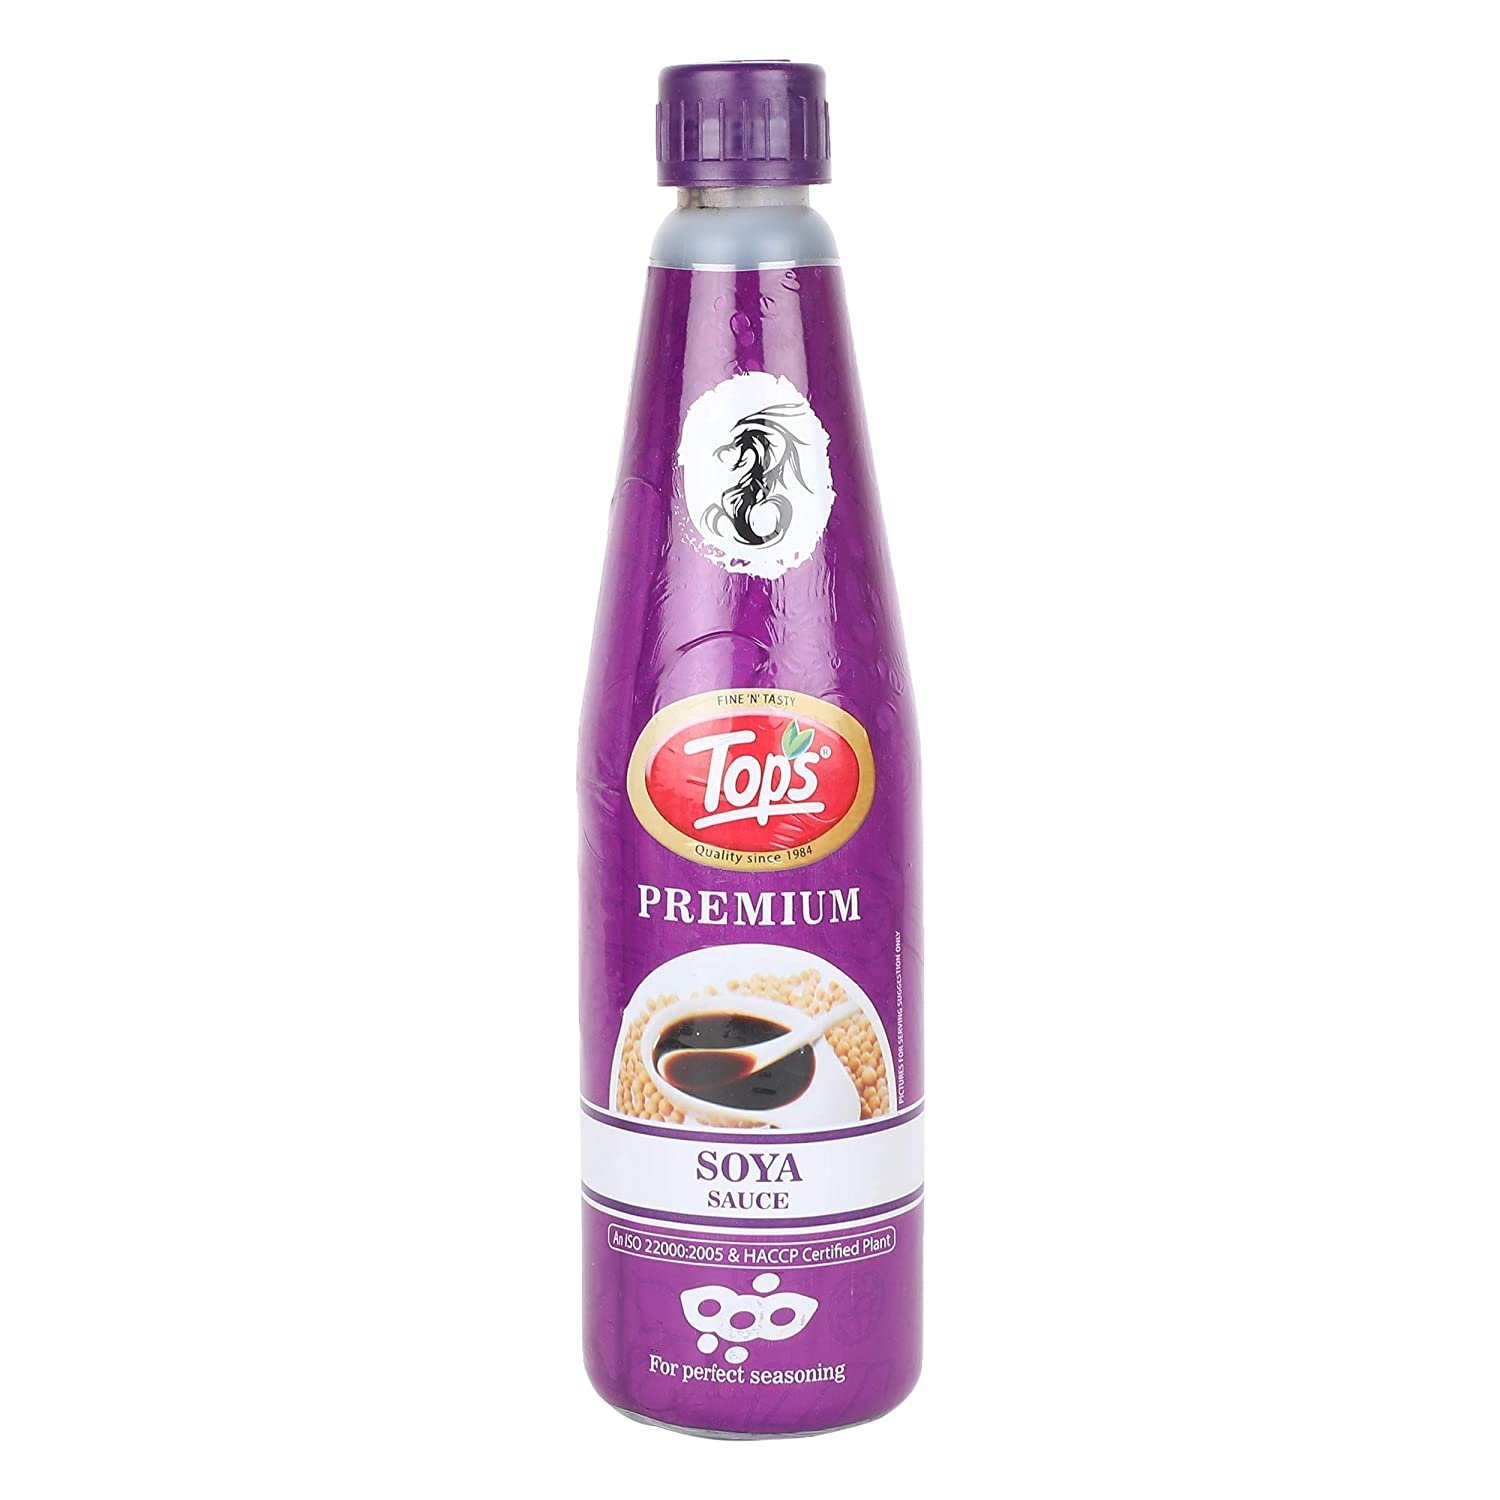 FINE 'N' TASTY
Tops®
Quality since 1984
PREMIUM
PICTURES FOR SERVING SUGGESTION ONLY
SOYA
SAUCE
An ISO 22000:2005 & HACCP Certified Plant
For perfect seasoning